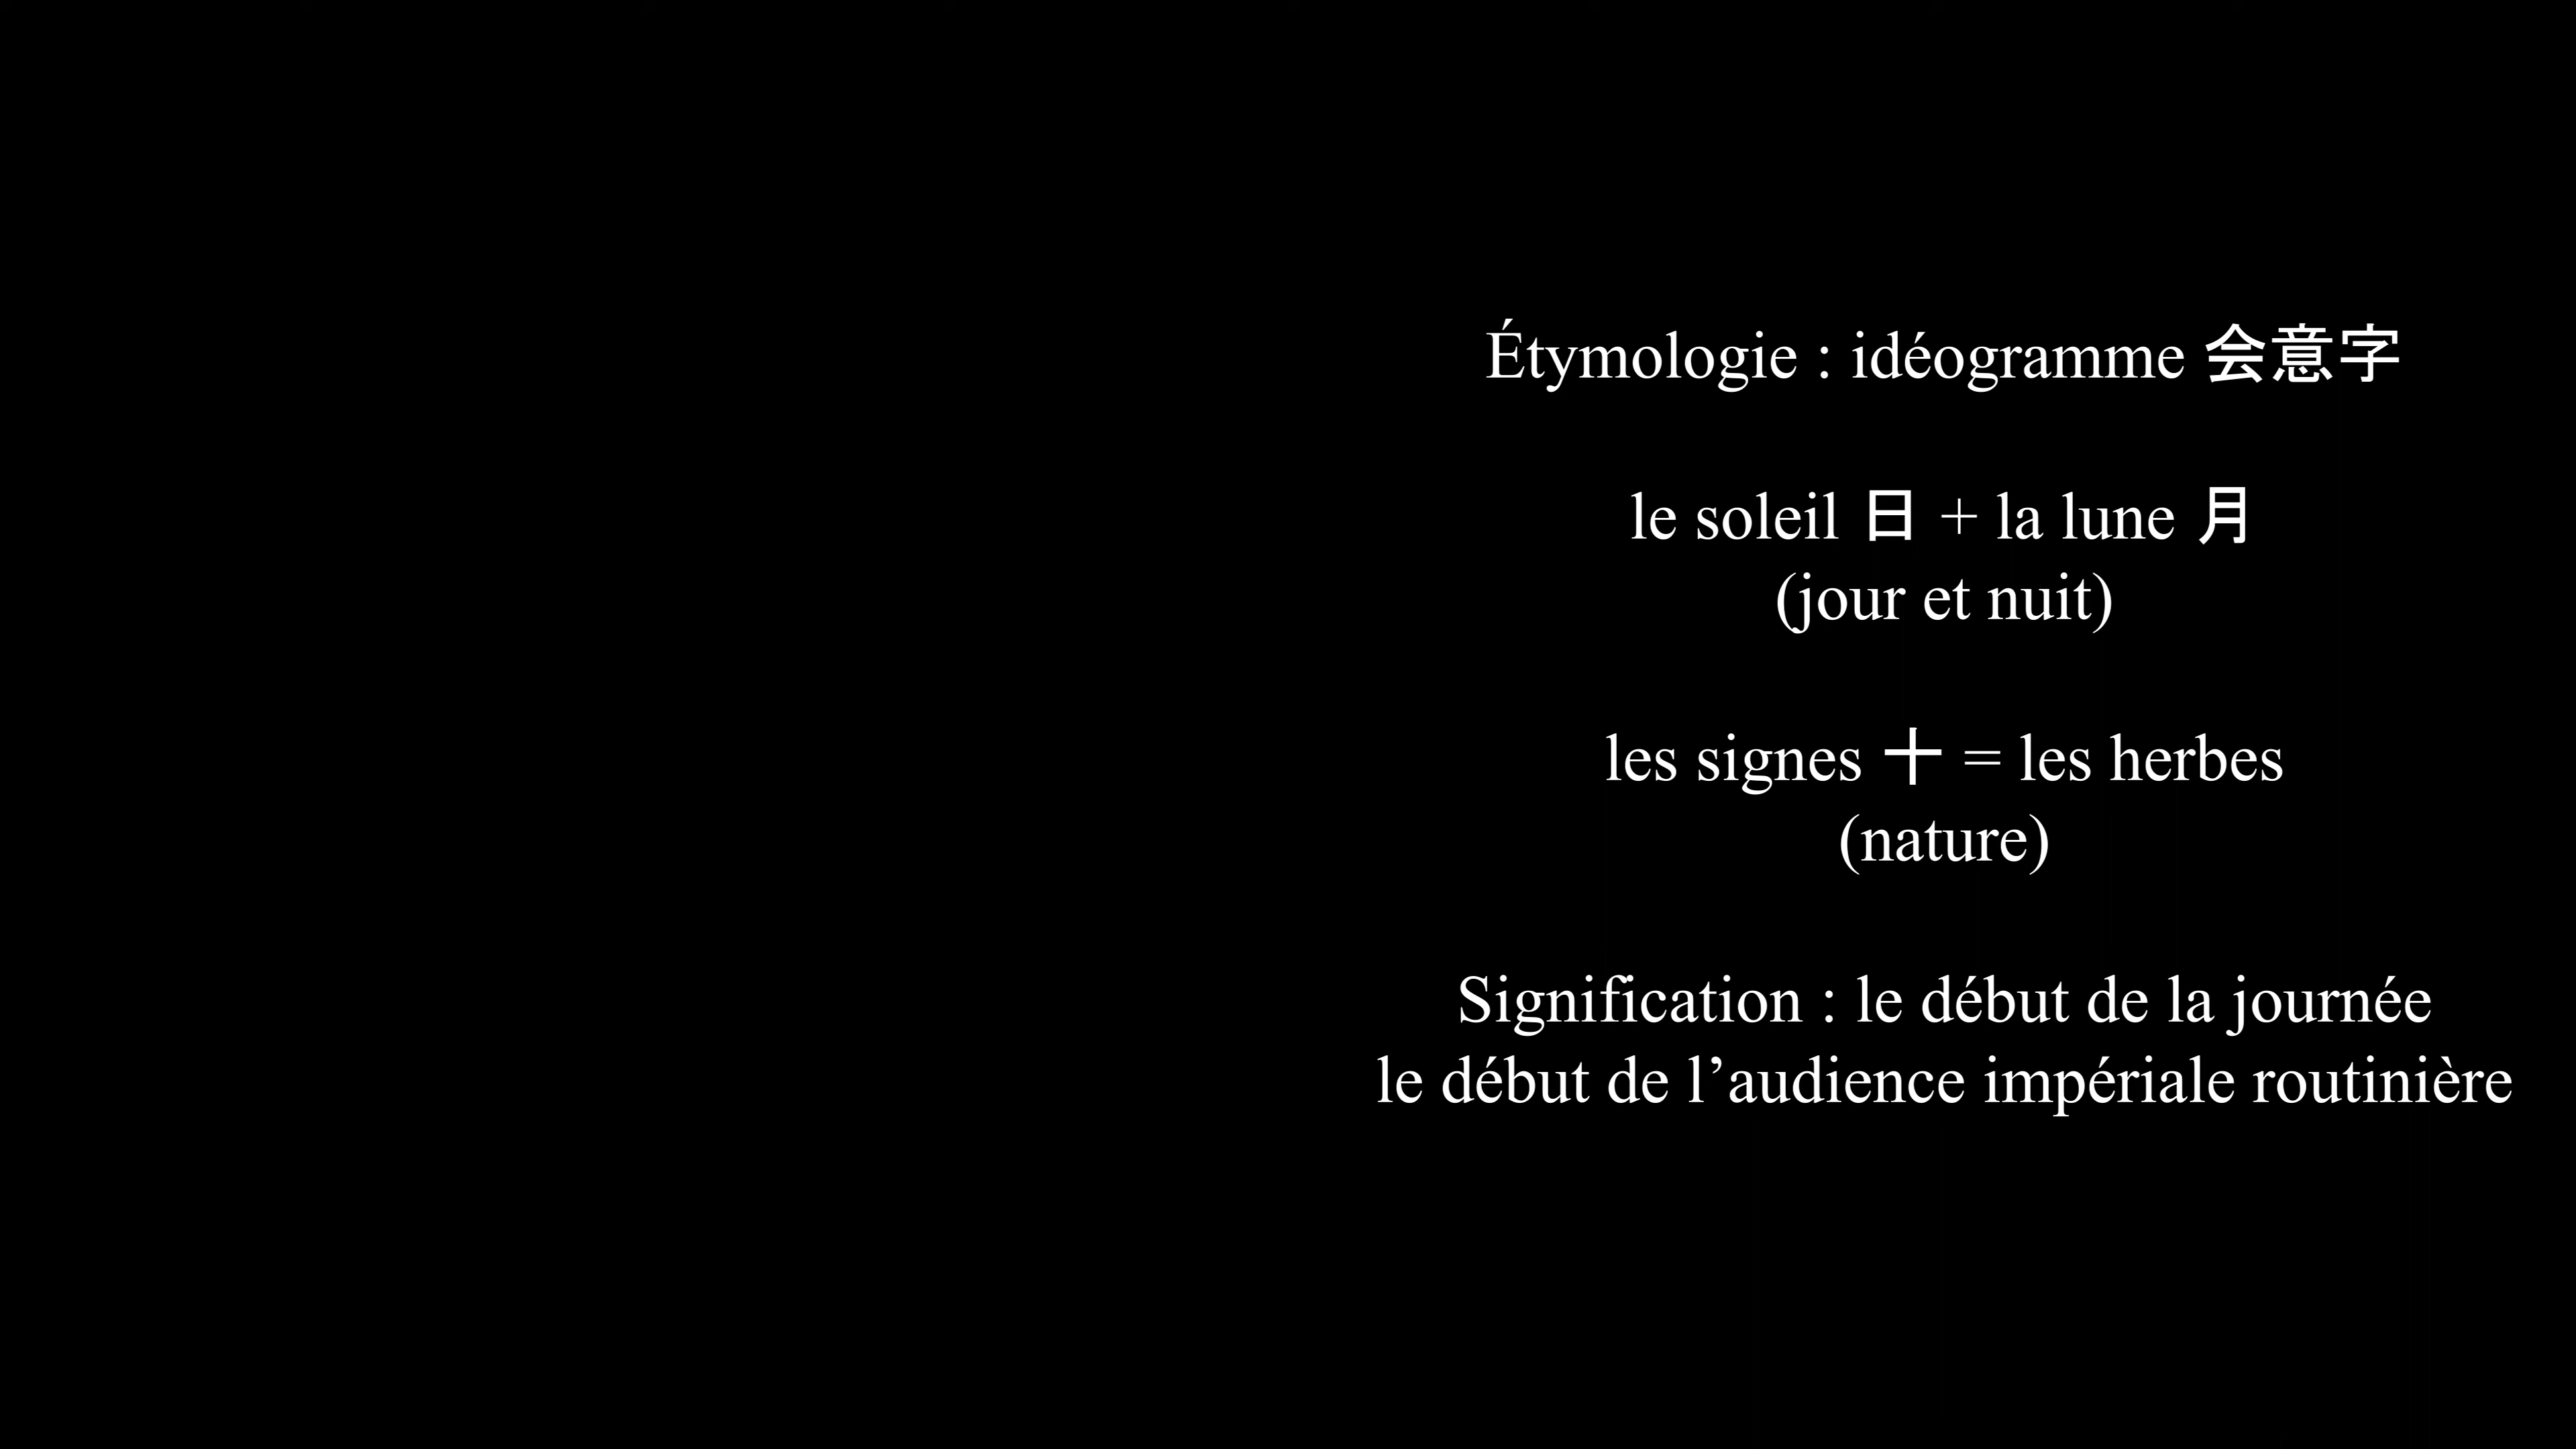 Étymologie : idéogramme 会意字
le soleil 日 + la lune 月
(jour et nuit)
les signes 十 = les herbes
(nature)
Signification : le début de la journée
le début de l’audience impériale routinière